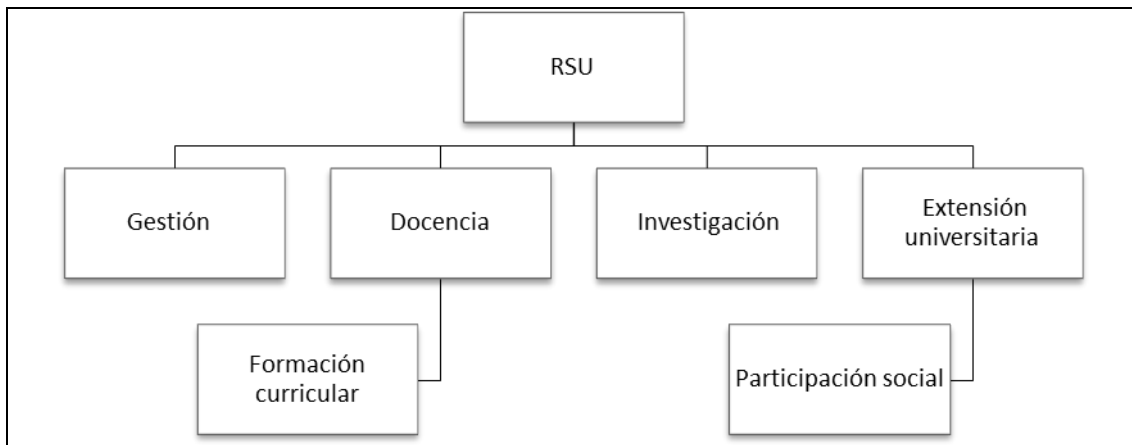 RSU
Gestión
Docencia
Investigación
Extensión
universitaria
Formación
curricular
Participación social